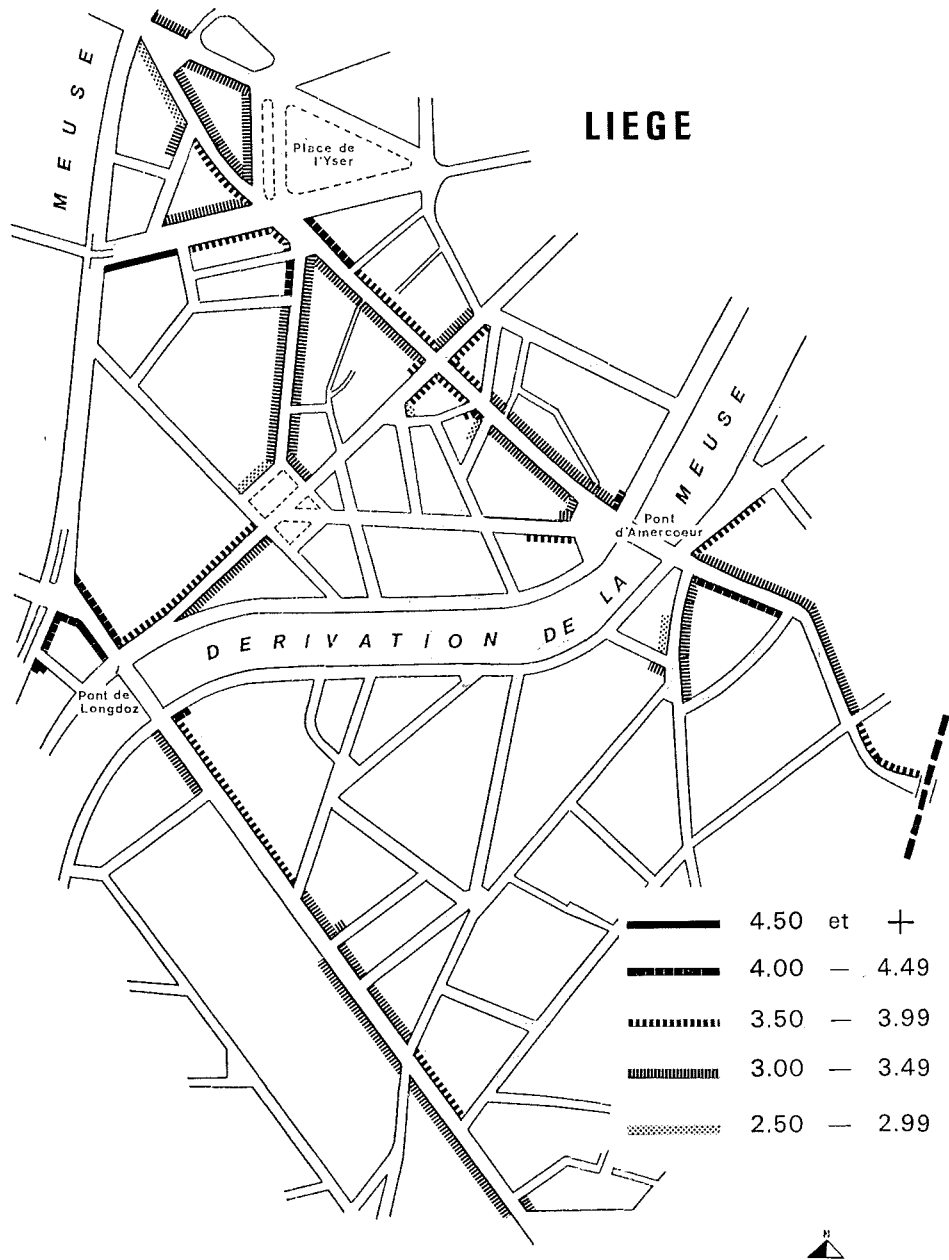 LIEGE
MEUSE
Place de
l'Yser
MEUSE
Pont
d'Amercoeur
DERIVATION DE LA
Pont de
Longdoz
4.50 et +
4.00 — 4.49
3.50 — 3.99
3.00 — 3.49
2.50 — 2.99
N